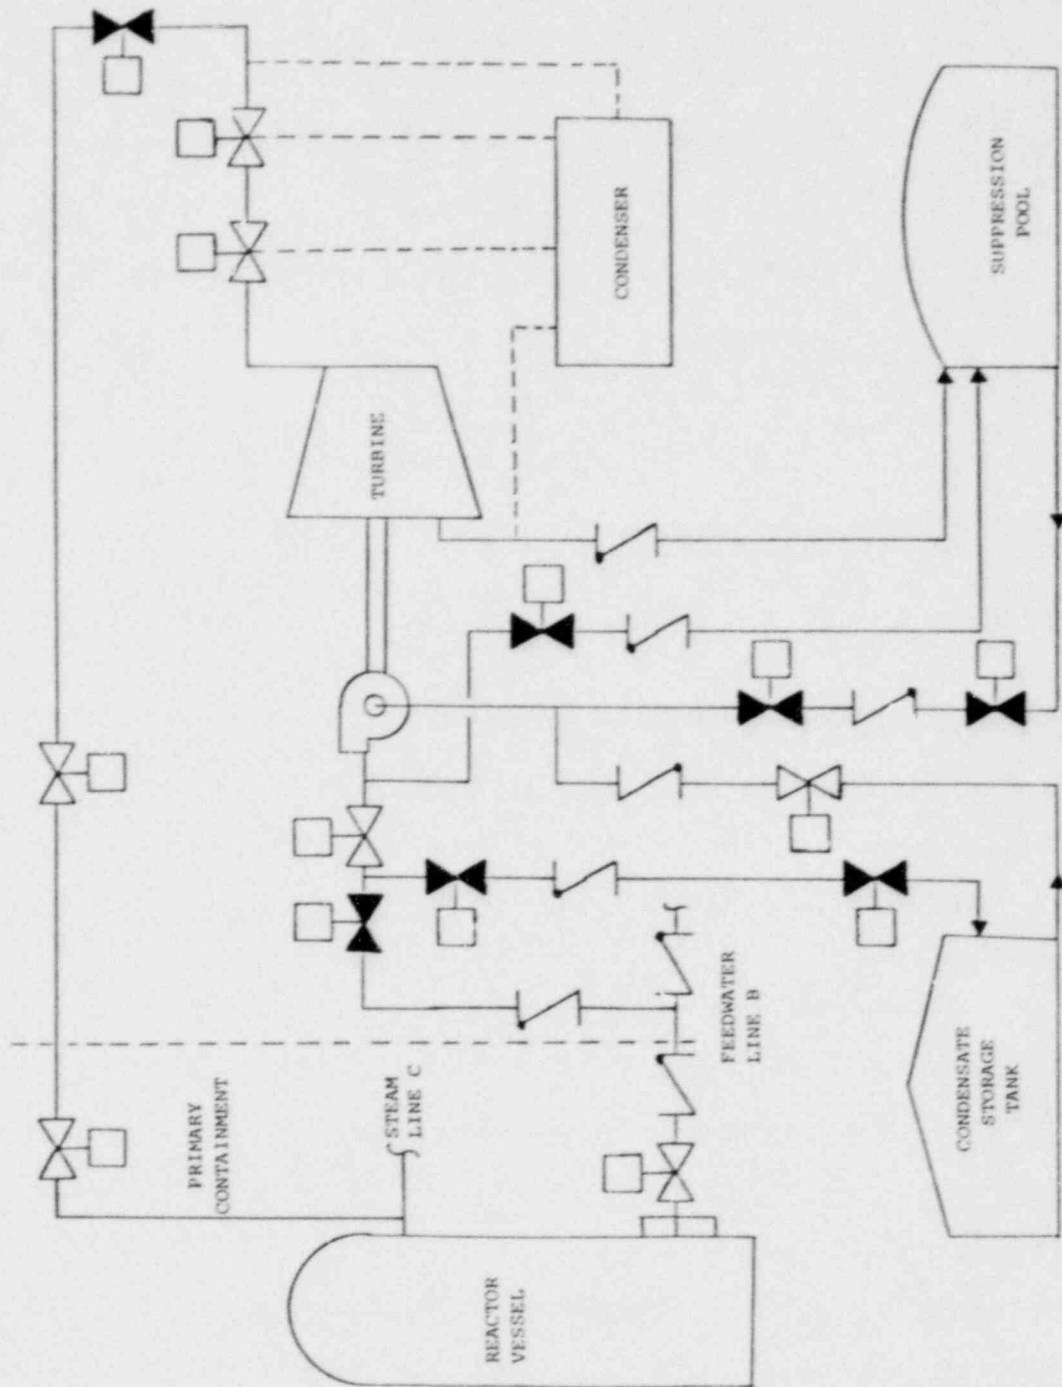 PRIMARY
CONTAINMENT
STEAM
LINE C
REACTOR
VESSEL
FEEDWATER
LINE B
TURBINE
CONDENSER
CONDENSATE
STORAGE
TANK
SUPPRESSION
POOL